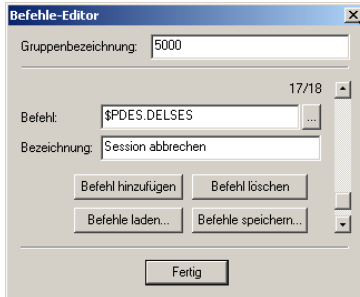 Befehle-Editor
Gruppenbezeichnung: 5000
17/18
Befehl: $PDES.DELSES ...
Bezeichnung: Session abbrechen
Befehl hinzufügen Befehl löschen
Befehle laden... Befehle speichern...
Fertig